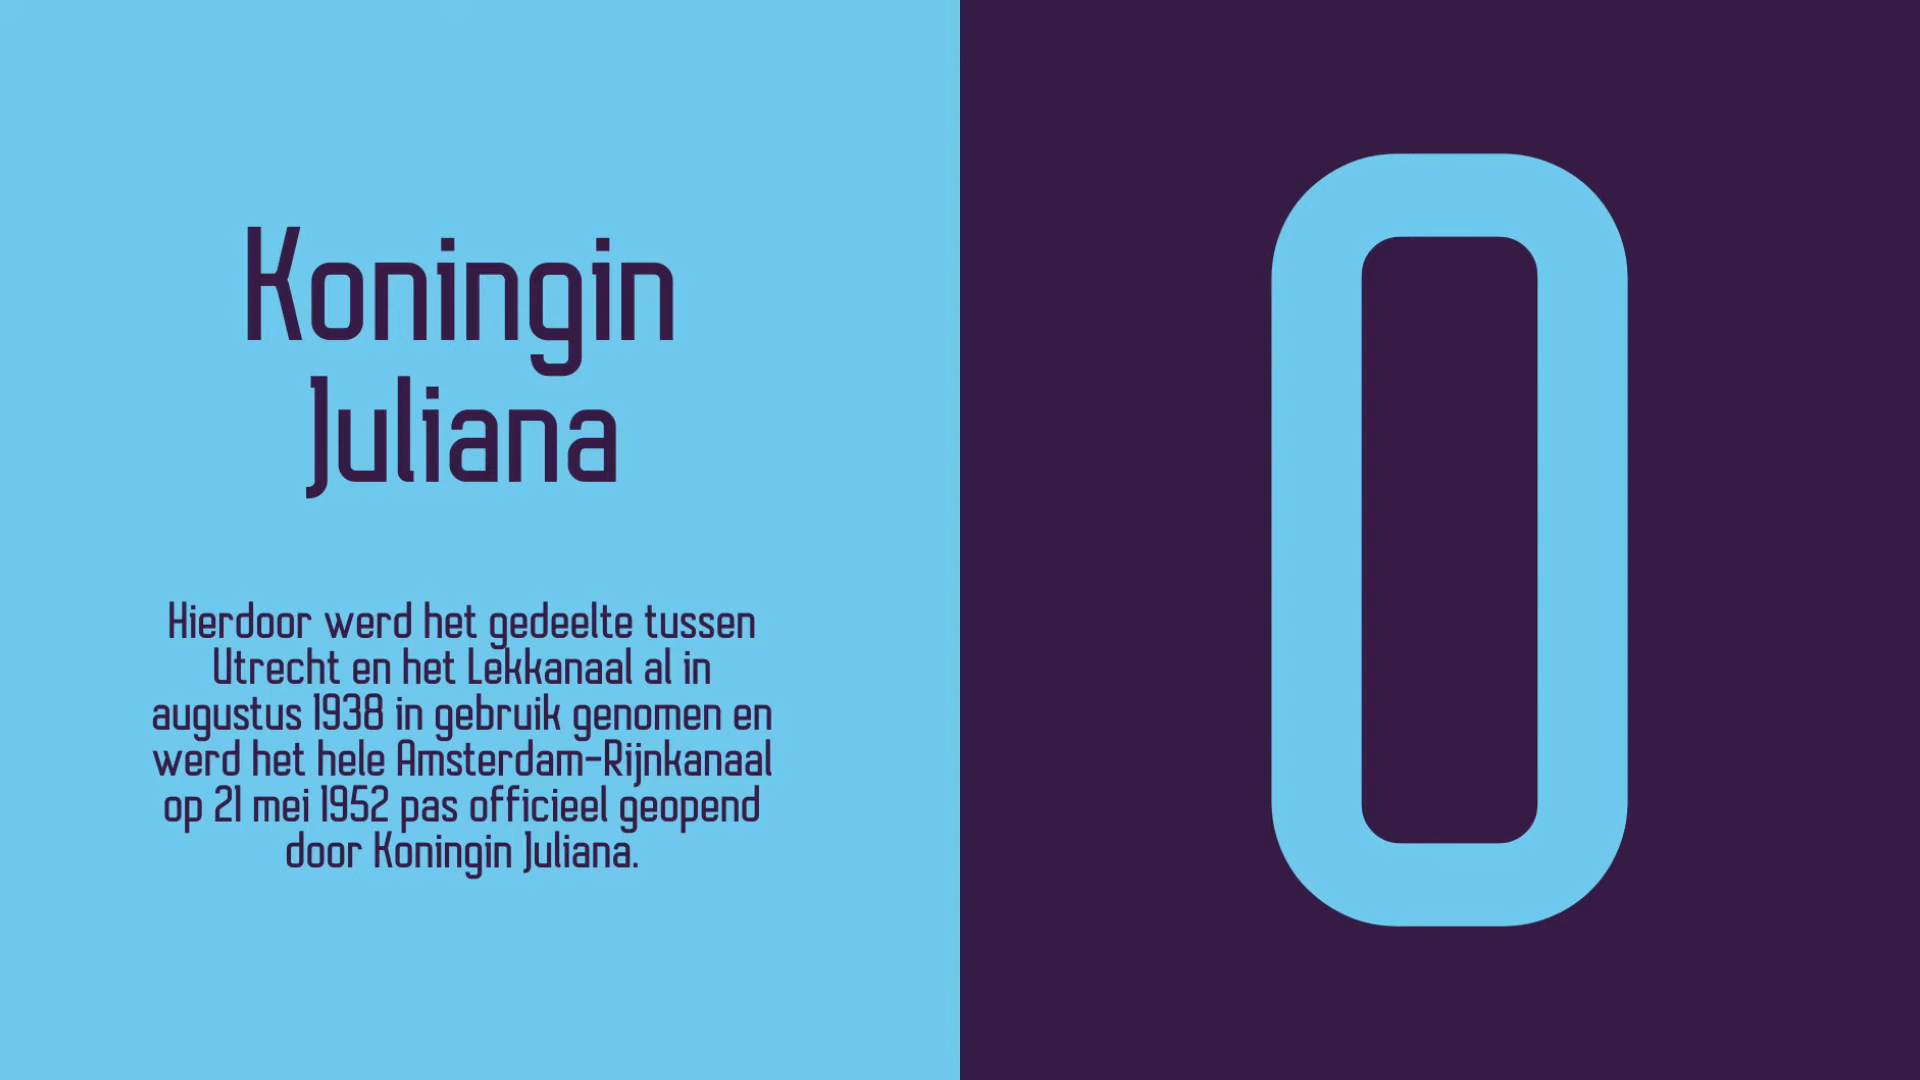 Koningin
Juliana
Hierdoor werd het gedeelte tussen
Utrecht en het Lekkanaal al in
augustus 1938 in gebruik genomen en
werd het hele Amsterdam-Rijnkanaal
op 21 mei 1952 pas officieel geopend
door Koningin Juliana.
0